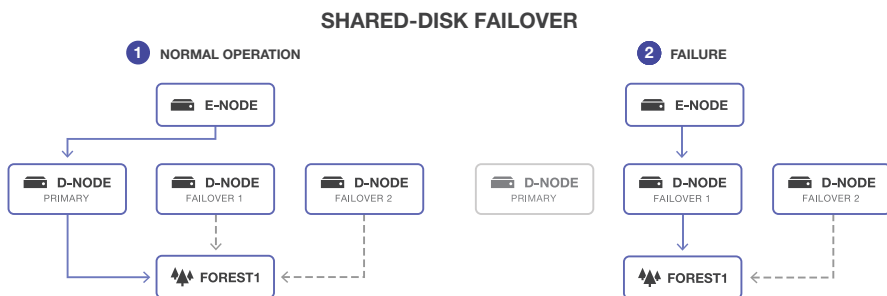 SHARED-DISK FAILOVER
1 NORMAL OPERATION
E-NODE
D-NODE
PRIMARY
D-NODE
FAILOVER 1
D-NODE
FAILOVER 2
FOREST1
2 FAILURE
E-NODE
D-NODE
PRIMARY
D-NODE
FAILOVER 1
D-NODE
FAILOVER 2
FOREST1